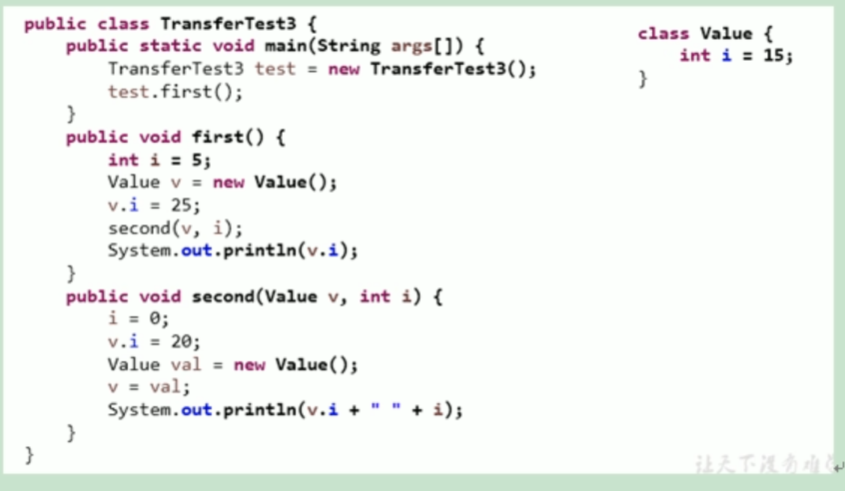 public class TransferTest3 {
public static void main(String args[]) {
TransferTest3 test = new TransferTest3();
test.first();
}
public void first() {
int i = 5;
Value v = new Value();
v.i = 25;
second(v, i);
System.out.println(v.i);
}
public void second(Value v, int i) {
i = 0;
v.i = 20;
Value val = new Value();
v = val;
System.out.println(v.i + " " + i);
}
}
class Value {
int i = 15;
}
让天下没有难